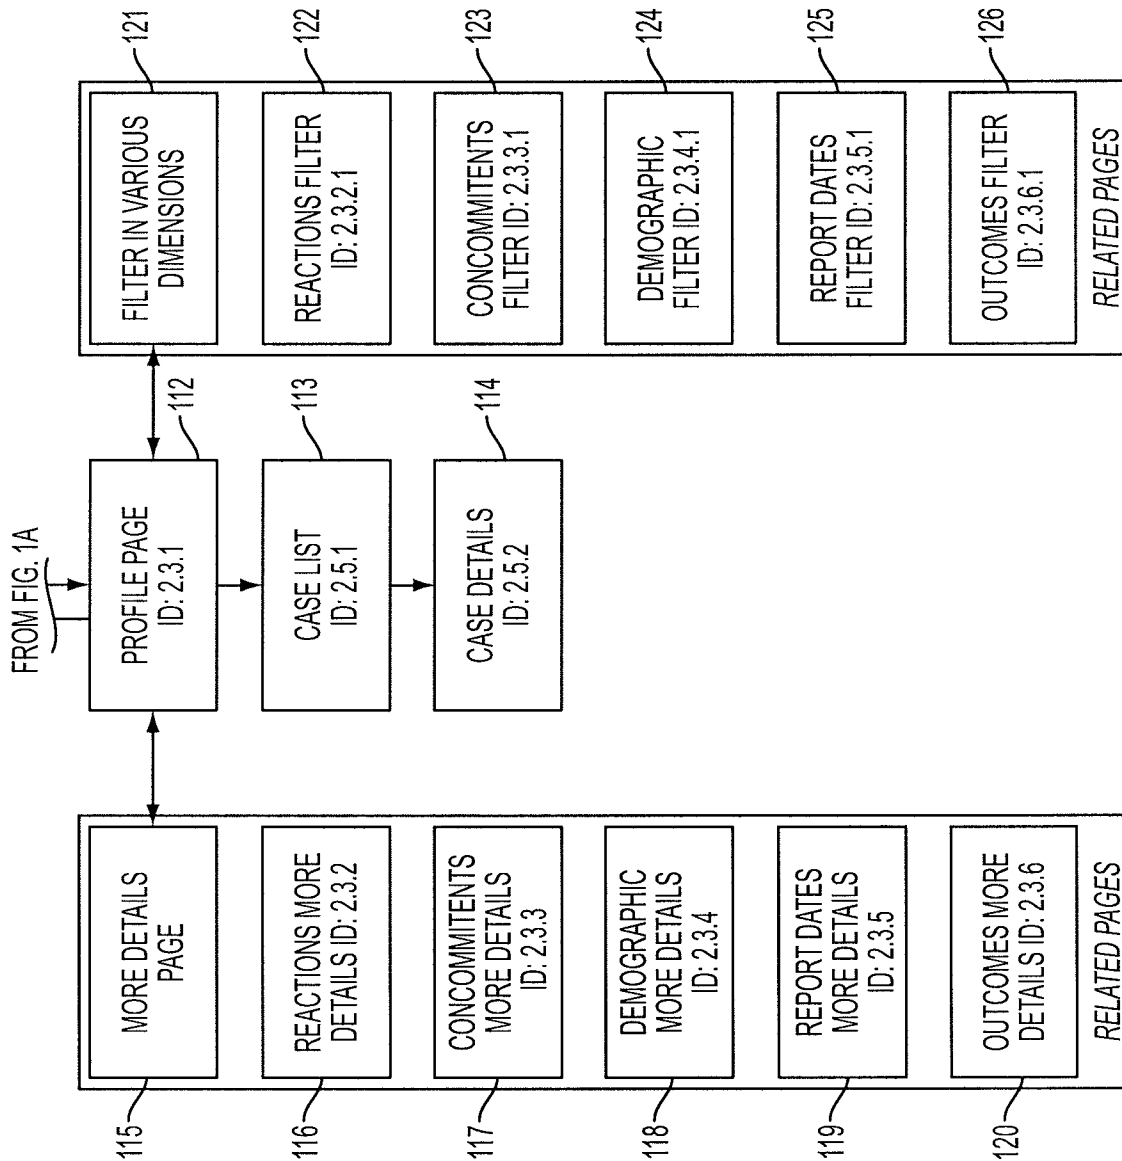 FROM FIG. 1A
115
MORE DETAILS
PAGE
116
REACTIONS MORE
DETAILS ID: 2.3.2
117
CONCOMMITENTS
MORE DETAILS
ID: 2.3.3
118
DEMOGRAPHIC
MORE DETAILS
ID: 2.3.4
119
REPORT DATES
MORE DETAILS
ID: 2.3.5
120
OUTCOMES MORE
DETAILS ID: 2.3.6
RELATED PAGES
112
PROFILE PAGE
ID: 2.3.1
113
CASE LIST
ID: 2.5.1
114
CASE DETAILS
ID: 2.5.2
121
FILTER IN VARIOUS
DIMENSIONS
122
REACTIONS FILTER
ID: 2.3.2.1
123
CONCOMMITENTS
FILTER ID: 2.3.3.1
124
DEMOGRAPHIC
FILTER ID: 2.3.4.1
125
REPORT DATES
FILTER ID: 2.3.5.1
126
OUTCOMES FILTER
ID: 2.3.6.1
RELATED PAGES